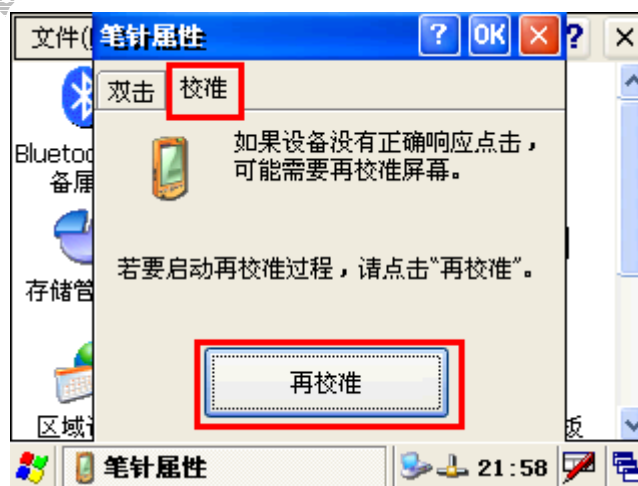 文件(
笔针属性
? OK
?
双击
校准
Bluetoo
备属
如果设备没有正确响应点击，
可能需要再校准屏幕。
存储管
若要启动再校准过程，请点击“再校准”。
再校准
区域
版
笔针属性
21:58